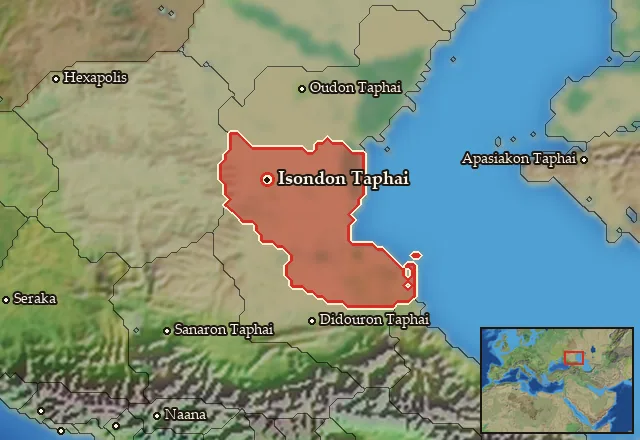 Hexapolis
Oudon Taphai
Apasiakon Taphai
Isondon Taphai
Seraka
Sanaron Taphai
Didouron Taphai
Naana